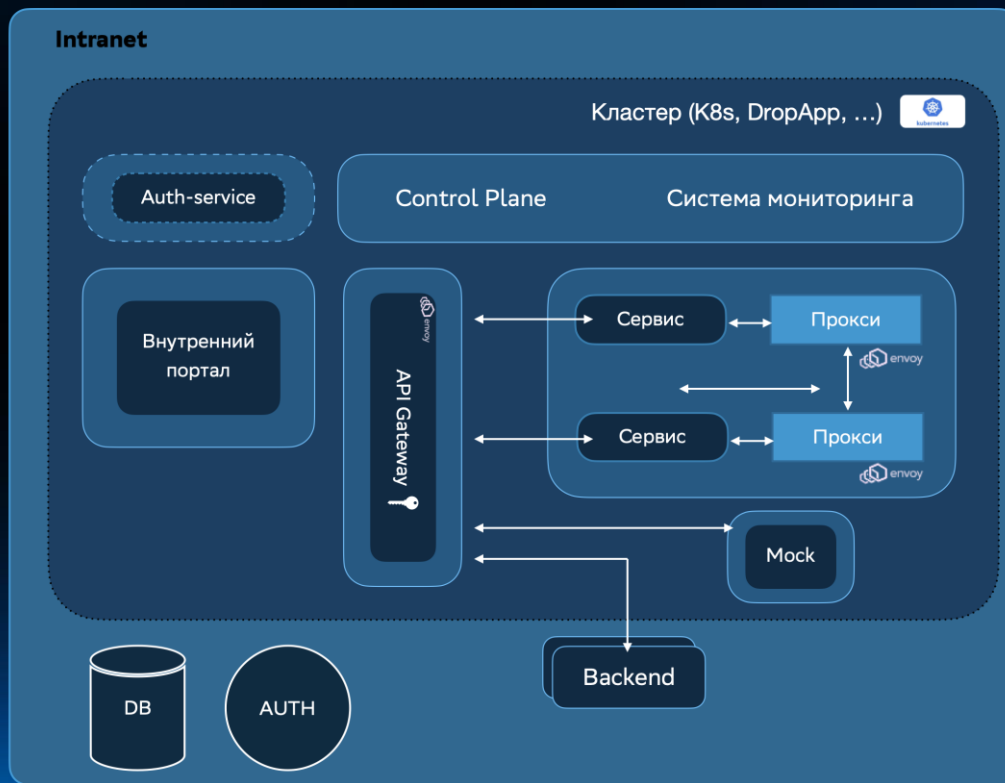 Intranet
Кластер (K8s, DropApp, ...)
kubernetes
Auth-service
Control Plane
Система мониторинга
Внутренний
портал
envoy
API Gateway
Сервис
Прокси
envoy
Сервис
Прокси
envoy
Mock
Backend
DB
AUTH